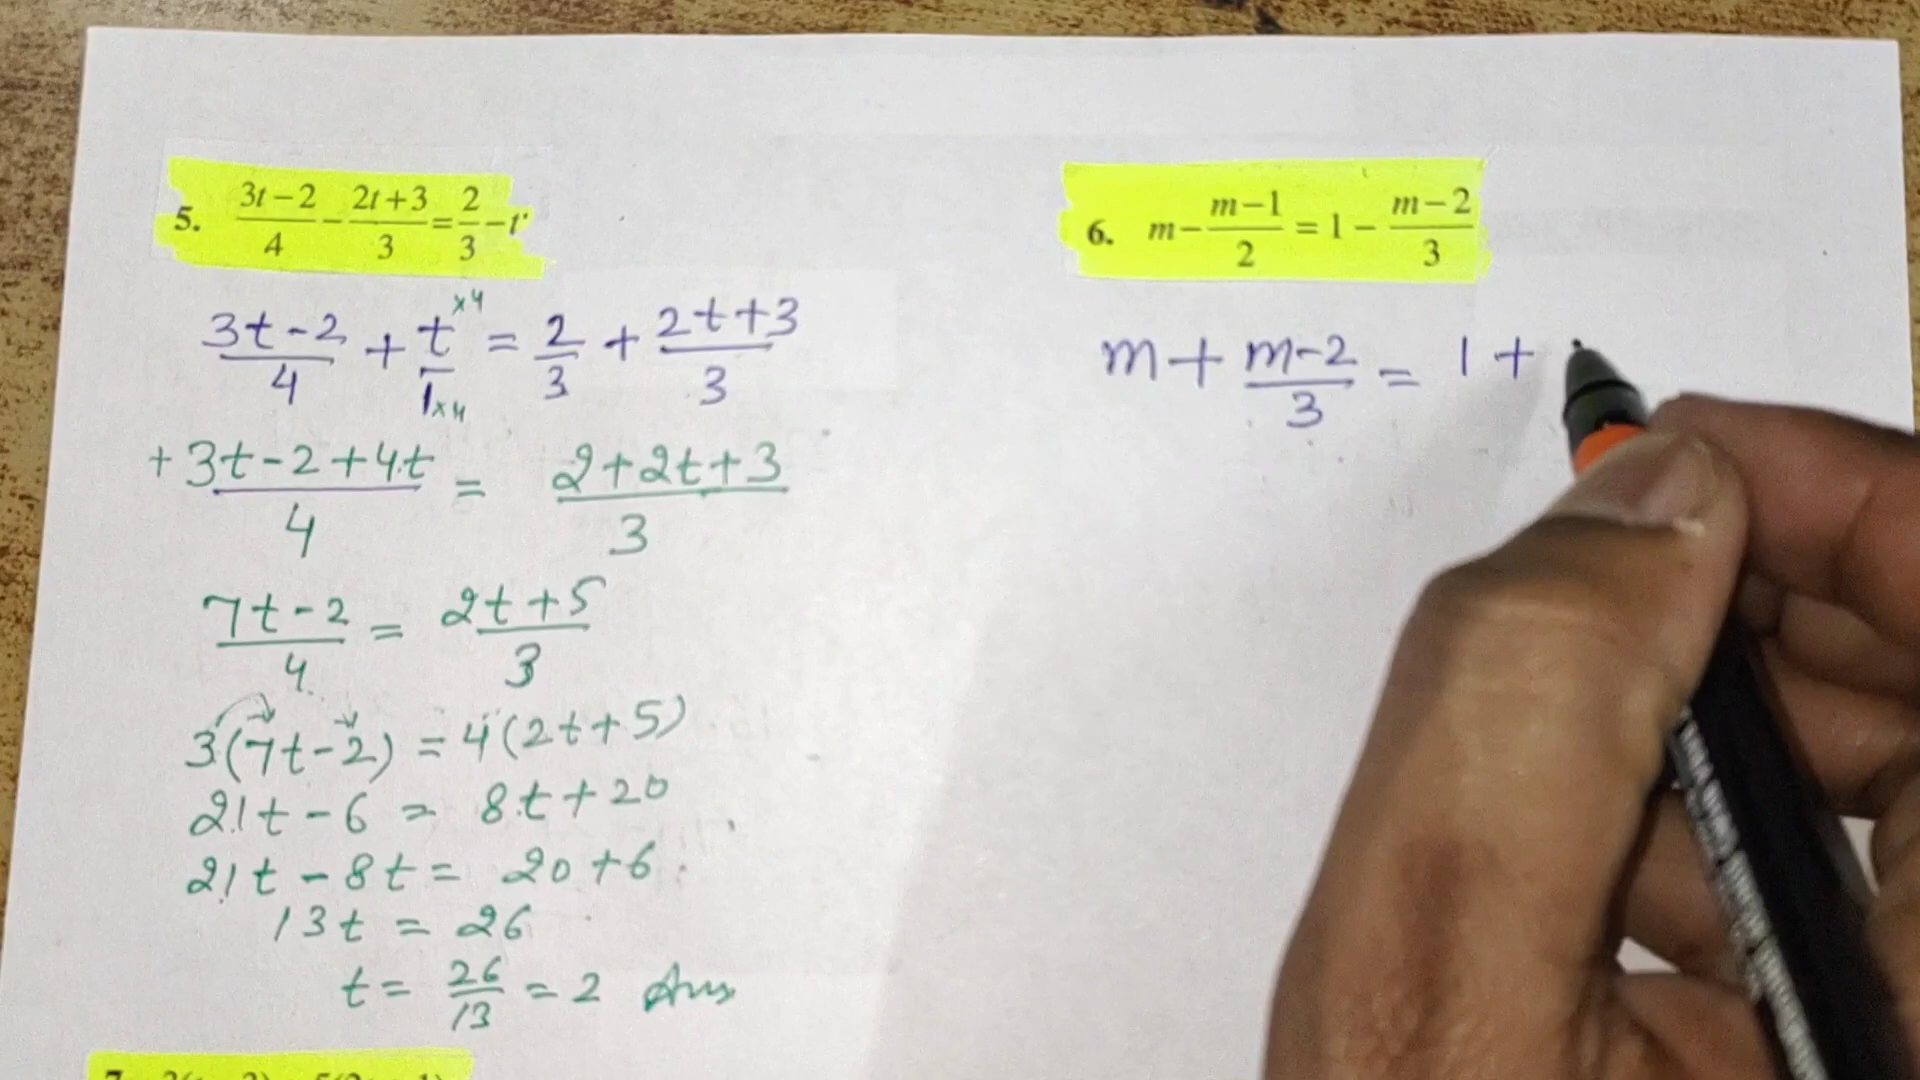 5. (3t-2)/4 - (2t+3)/3 = 2/3 - t
(3t-2)/4 + t×4/1×4 = 2/3 + (2t+3)/3
+ (3t-2+4t)/4 = (2+2t+3)/3
(7t-2)/4 = (2t+5)/3
3(7t-2) = 4(2t+5)
21t-6 = 8t+20
21t-8t = 20+6
13t = 26
t = 26/13 = 2 Ans
6. m - (m-1)/2 = 1 - (m-2)/3
m + (m-2)/3 = 1 +